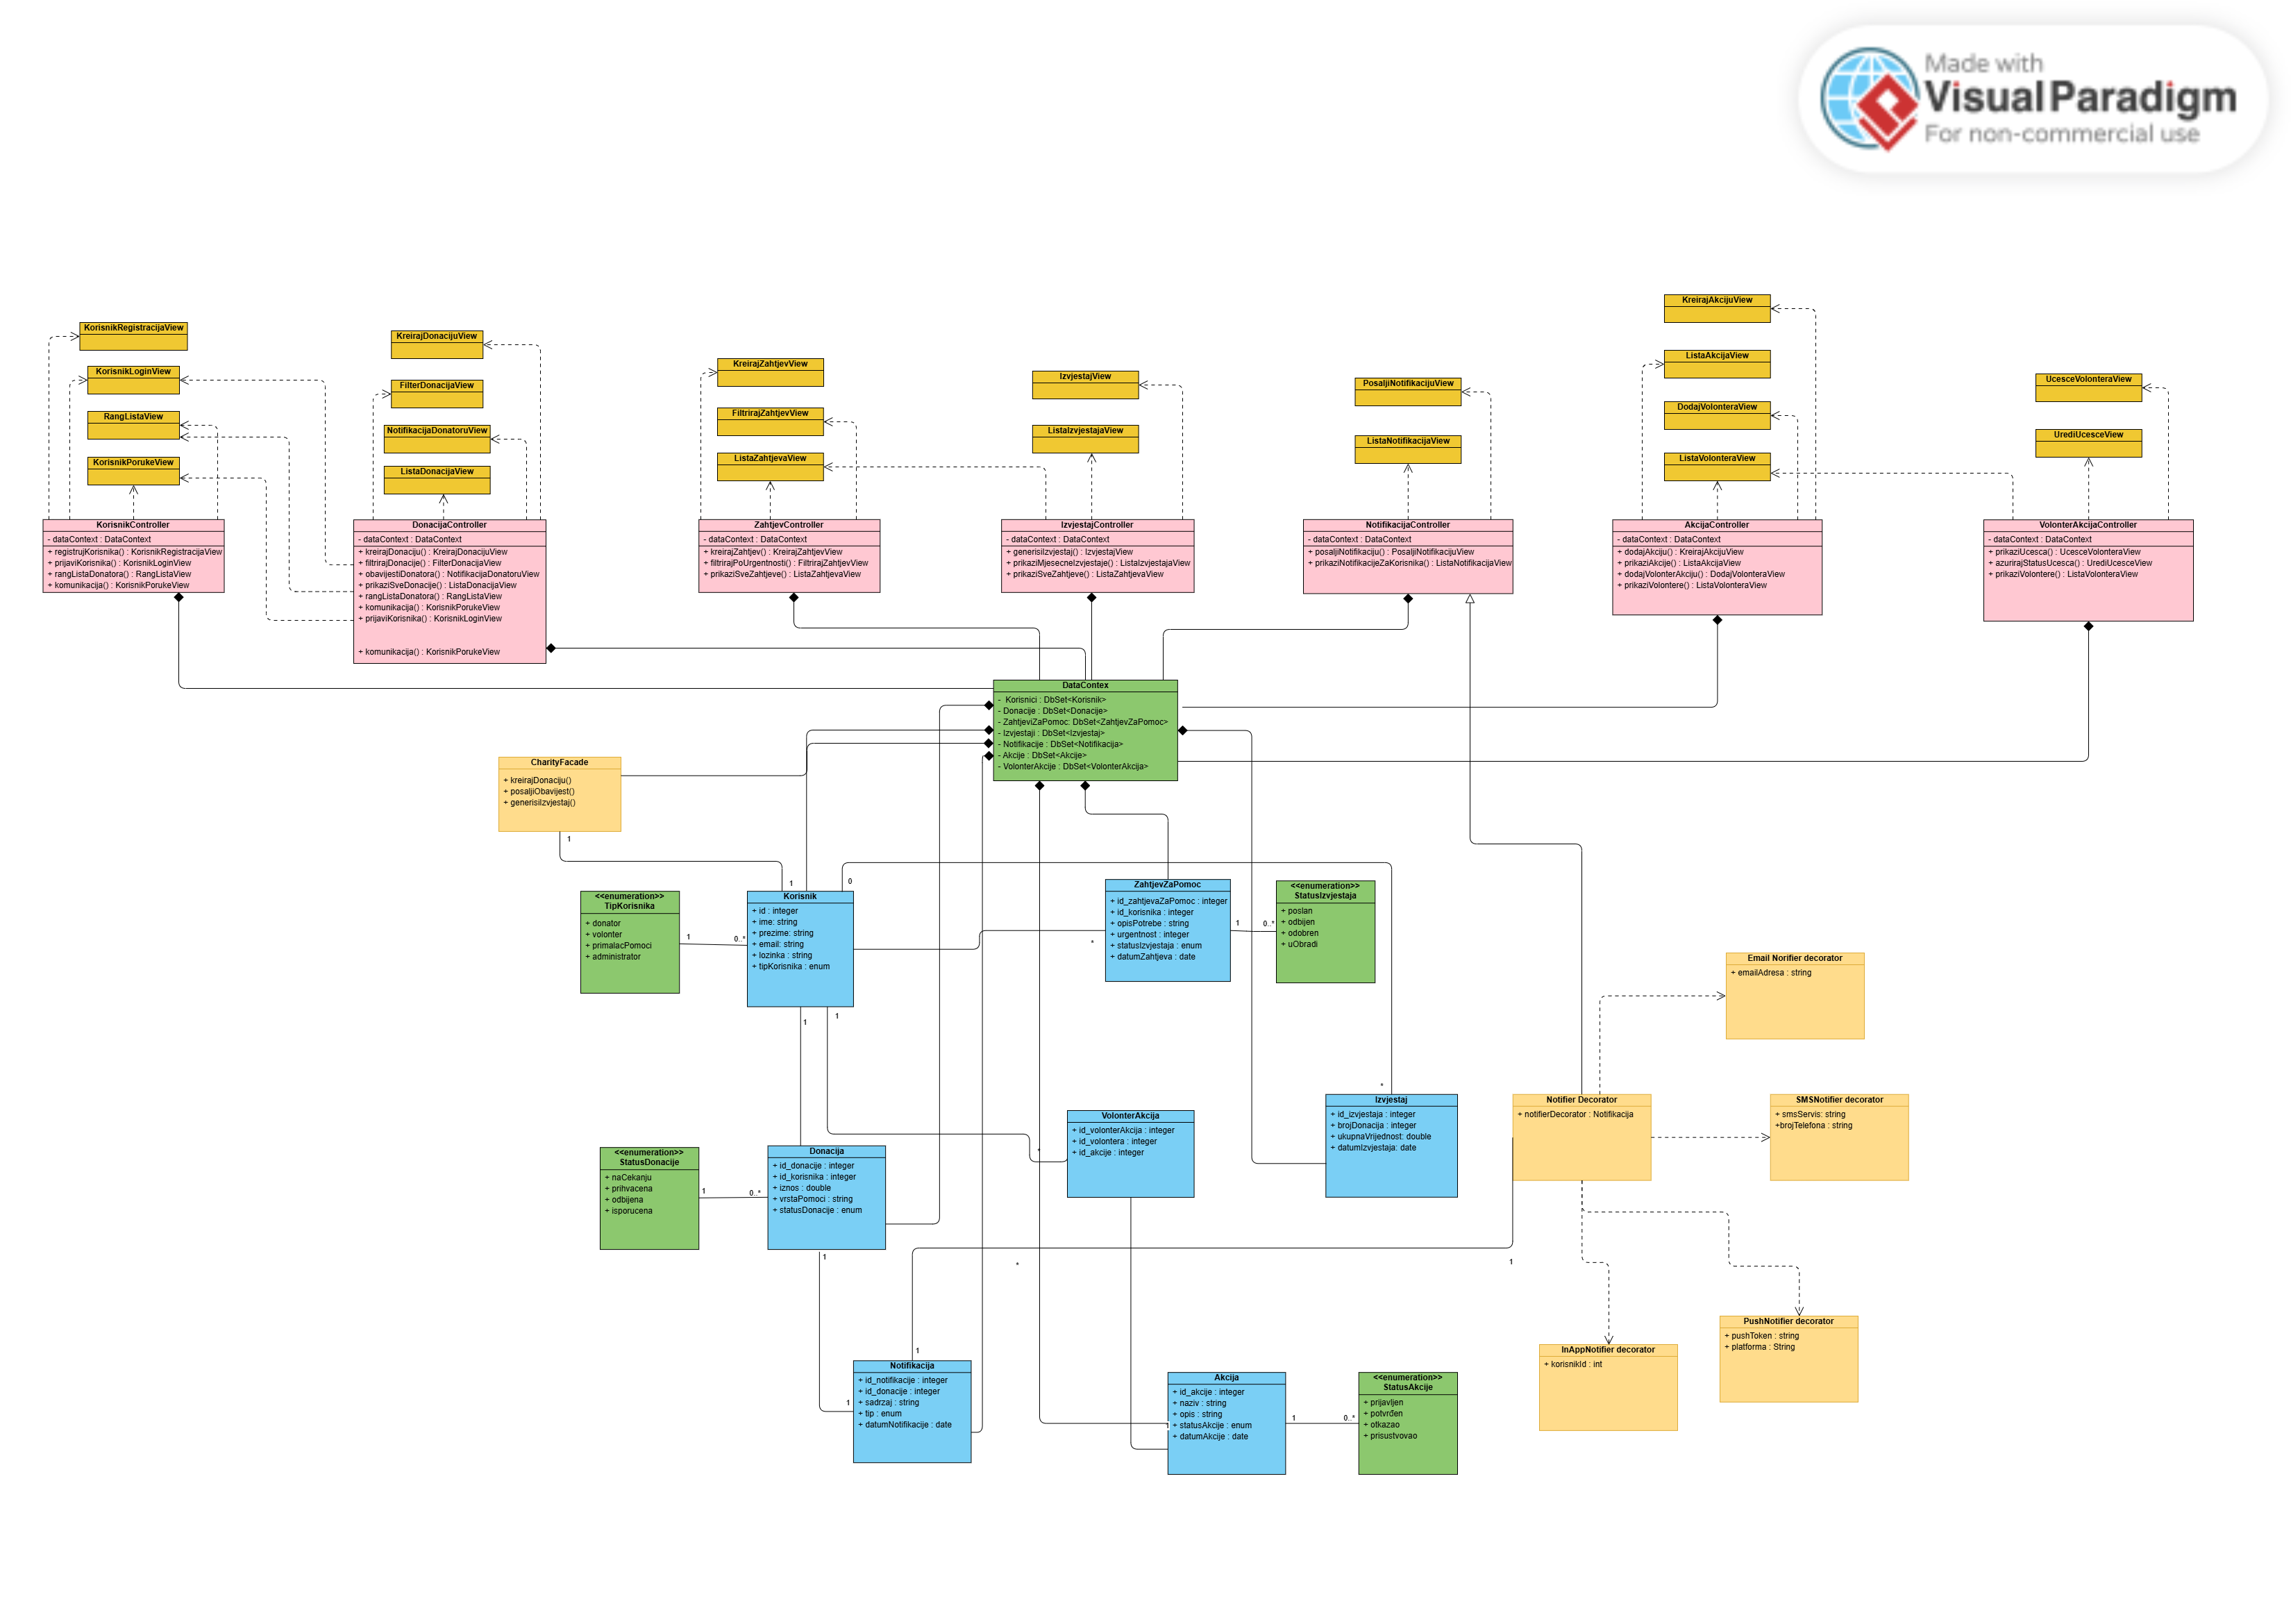 Made with
Visual Paradigm
For non-commercial use
KorisnikRegistracijaView
KorisnikLoginView
RangListaView
KorisnikPorukeView
KreirajDonacijuView
FilterDonacijaView
NotifikacijaDonatoruView
ListaDonacijaView
KreirajZahtjevView
FiltrirajZahtjevView
ListaZahtjevaView
IzvjestajView
ListaIzvjestajaView
PosaljiNotifikacijuView
ListaNotifikacijaView
KreirajAkcijuView
ListaAkcijaView
DodajVolonteraView
ListaVolonteraView
UcesceVolonteraView
UrediUcesceView
KorisnikController
- dataContext : DataContext
+ registrujKorisnika() : KorisnikRegistracijaView
+ prijaviKorisnika() : KorisnikLoginView
+ rangListaDonatora() : RangListaView
+ komunikacija() : KorisnikPorukeView
DonacijaController
- dataContext : DataContext
+ kreirajDonaciju() : KreirajDonacijuView
+ filtrirajDonacije() : FilterDonacijaView
+ obavijestiDonatora() : NotifikacijaDonatoruView
+ prikaziSveDonacije() : ListaDonacijaView
+ rangListaDonatora() : RangListaView
+ komunikacija() : KorisnikPorukeView
+ prijaviKorisnika() : KorisnikLoginView
+ komunikacija() : KorisnikPorukeView
ZahtjevController
- dataContext : DataContext
+ kreirajZahtjev() : KreirajZahtjevView
+ filtrirajPoUrgentnosti() : FiltrirajZahtjevView
+ prikaziSveZahtjeve() : ListaZahtjevaView
IzvjestajController
- dataContext : DataContext
+ generisiIzvjestaj() : IzvjestajView
+ prikaziMjesecneIzvjestaje() : ListaIzvjestajaView
+ prikaziSveZahtjeve() : ListaZahtjevaView
NotifikacijaController
- dataContext : DataContext
+ posaljiNotifikaciju() : PosaljiNotifikacijuView
+ prikaziNotifikacijeZaKorisnika() : ListaNotifikacijaView
AkcijaController
- dataContext : DataContext
+ dodajAkciju() : KreirajAkcijuView
+ prikaziAkcije() : ListaAkcijaView
+ dodajVolonterAkciju() : DodajVolonteraView
+ prikaziVolontere() : ListaVolonteraView
VolonterAkcijaController
- dataContext : DataContext
+ prikaziUcesca() : UcesceVolonteraView
+ azurirajStatusUcesca() : UrediUcesceView
+ prikaziVolontere() : ListaVolonteraView
DataContex
- Korisnici : DbSet<Korisnik>
- Donacije : DbSet<Donacije>
- ZahtjeviZaPomoc: DbSet<ZahtjevZaPomoc>
- Izvjestaji : DbSet<Izvjestaj>
- Notifikacije : DbSet<Notifikacija>
- Akcije : DbSet<Akcije>
- VolonterAkcije : DbSet<VolonterAkcija>
CharityFacade
+ kreirajDonaciju()
+ posaljiObavijest()
+ generisiIzvjestaj()
1
1
0
<<enumeration>>
TipKorisnika
+ donator
+ volonter
+ primalacPomoci
+ administrator
1
0..*
Korisnik
+ id : integer
+ ime: string
+ prezime: string
+ email: string
+ lozinka : string
+ tipKorisnika : enum
1
1
*
ZahtjevZaPomoc
+ id_zahtjevaZaPomoc : integer
+ id_korisnika : integer
+ opisPotrebe : string
+ urgentnost : integer
+ statusIzvjestaja : enum
+ datumZahtjeva : date
1
0..*
<<enumeration>>
StatusIzvjestaja
+ poslan
+ odbijen
+ odobren
+ uObradi
Email Norifier decorator
+ emailAdresa : string
<<enumeration>>
StatusDonacije
+ naCekanju
+ prihvacena
+ odbijena
+ isporucena
1
0..*
Donacija
+ id_donacije : integer
+ id_korisnika : integer
+ iznos : double
+ vrstaPomoci : string
+ statusDonacije : enum
1
*
VolonterAkcija
+ id_volonterAkcija : integer
+ id_volontera : integer
+ id_akcije : integer
*
Izvjestaj
+ id_izvjestaja : integer
+ brojDonacija : integer
+ ukupnaVrijednost: double
+ datumIzvjestaja: date
Notifier Decorator
+ notifierDecorator : Notifikacija
SMSNotifier decorator
+ smsServis: string
+brojTelefona : string
*
1
1
1
Notifikacija
+ id_notifikacije : integer
+ id_donacije : integer
+ sadrzaj : string
+ tip : enum
+ datumNotifikacije : date
Akcija
+ id_akcije : integer
+ naziv : string
+ opis : string
+ statusAkcije : enum
+ datumAkcije : date
1
0..*
<<enumeration>>
StatusAkcije
+ prijavljen
+ potvrđen
+ otkazao
+ prisustvovao
InAppNotifier decorator
+ korisnikId : int
PushNotifier decorator
+ pushToken : string
+ platforma : String